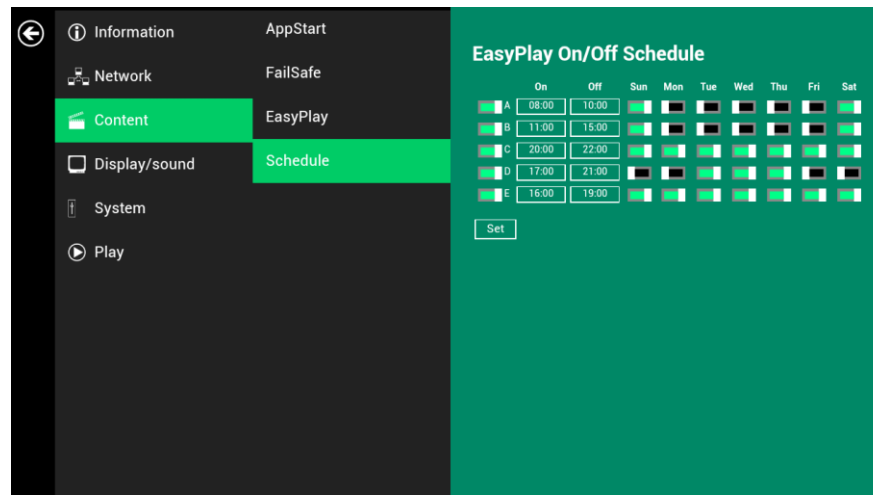 Information
Network
Content
Display/sound
System
Play
AppStart
FailSafe
EasyPlay
Schedule
EasyPlay On/Off Schedule
On Off Sun Mon Tue Wed Thu Fri Sat
A 08:00 10:00
B 11:00 15:00
C 20:00 22:00
D 17:00 21:00
E 16:00 19:00
Set